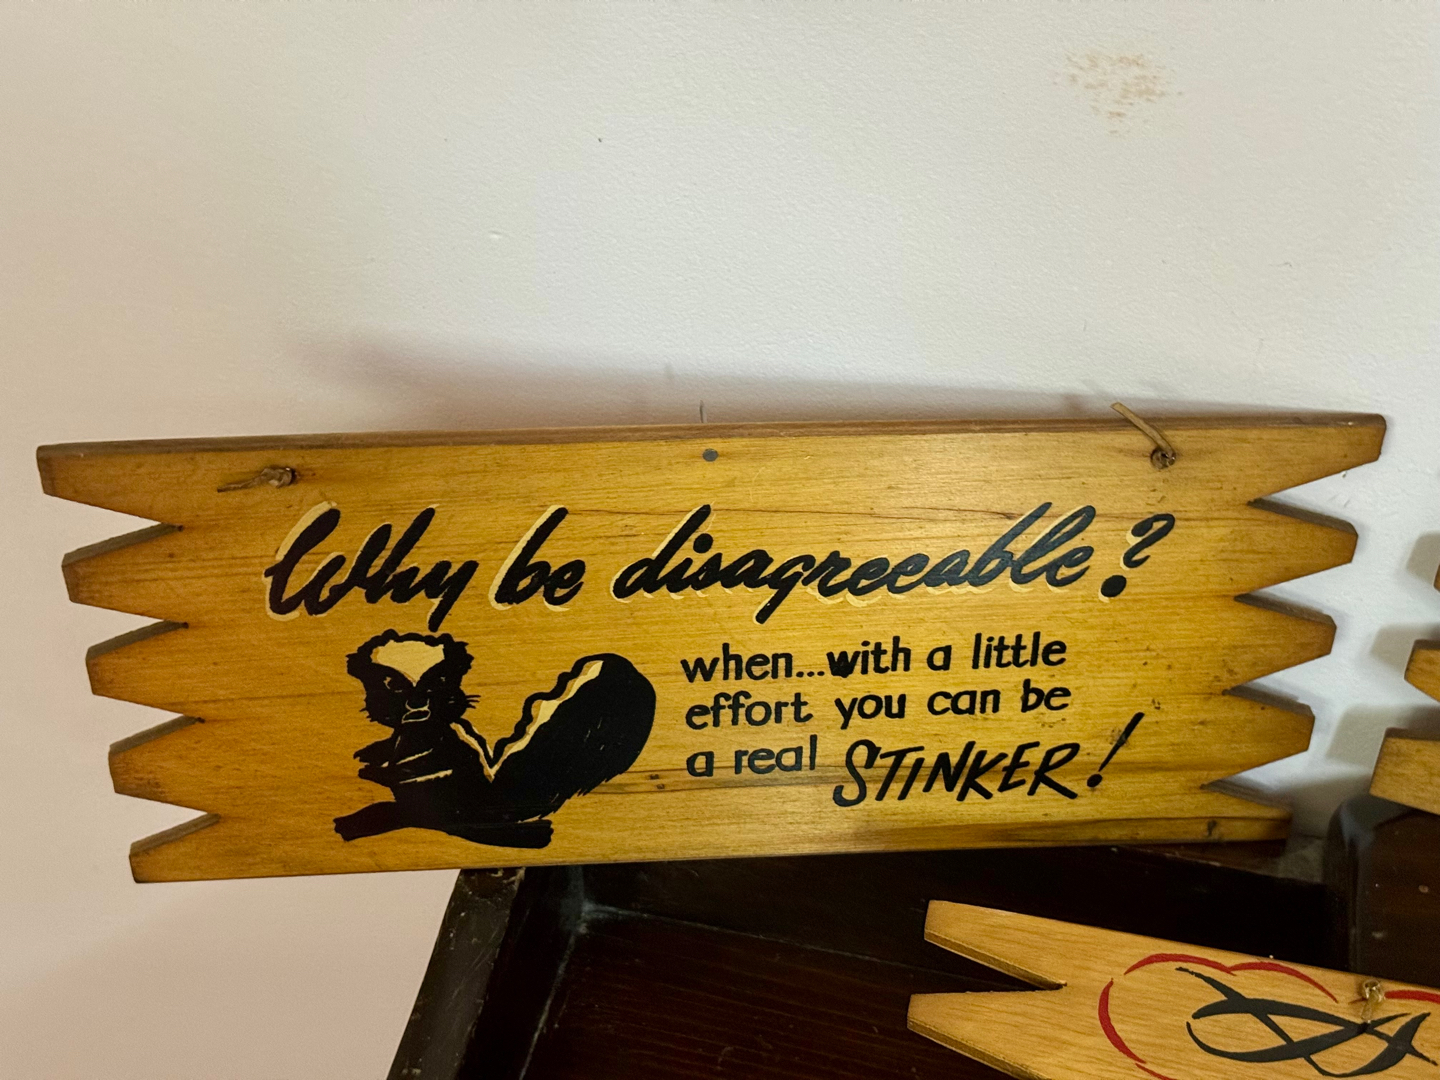 Why be disagreeable?
when...with a little
effort you can be
a real STINKER!